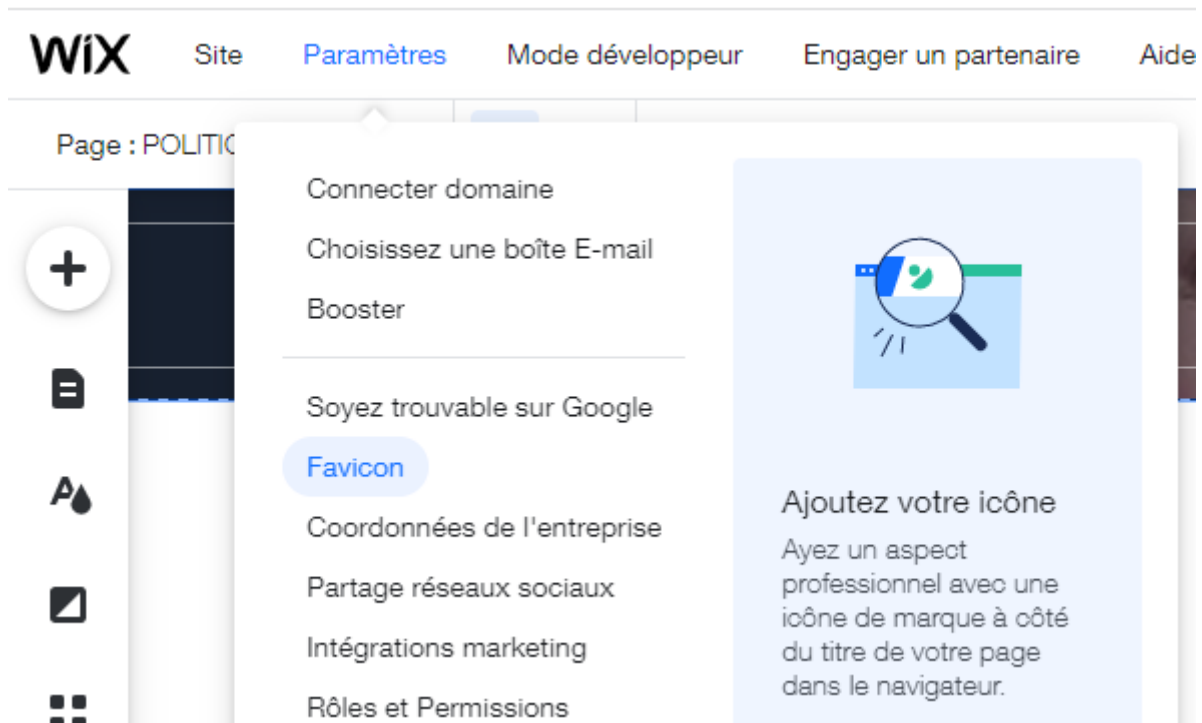 WiX Site Paramètres Mode développeur Engager un partenaire Aide
Page : POLITIC
Connecter domaine
Choisissez une boîte E-mail
Booster
Soyez trouvable sur Google
Favicon
Coordonnées de l'entreprise
Partage réseaux sociaux
Intégrations marketing
Rôles et Permissions
Ajoutez votre icône
Ayez un aspect
professionnel avec une
icône de marque à côté
du titre de votre page
dans le navigateur.